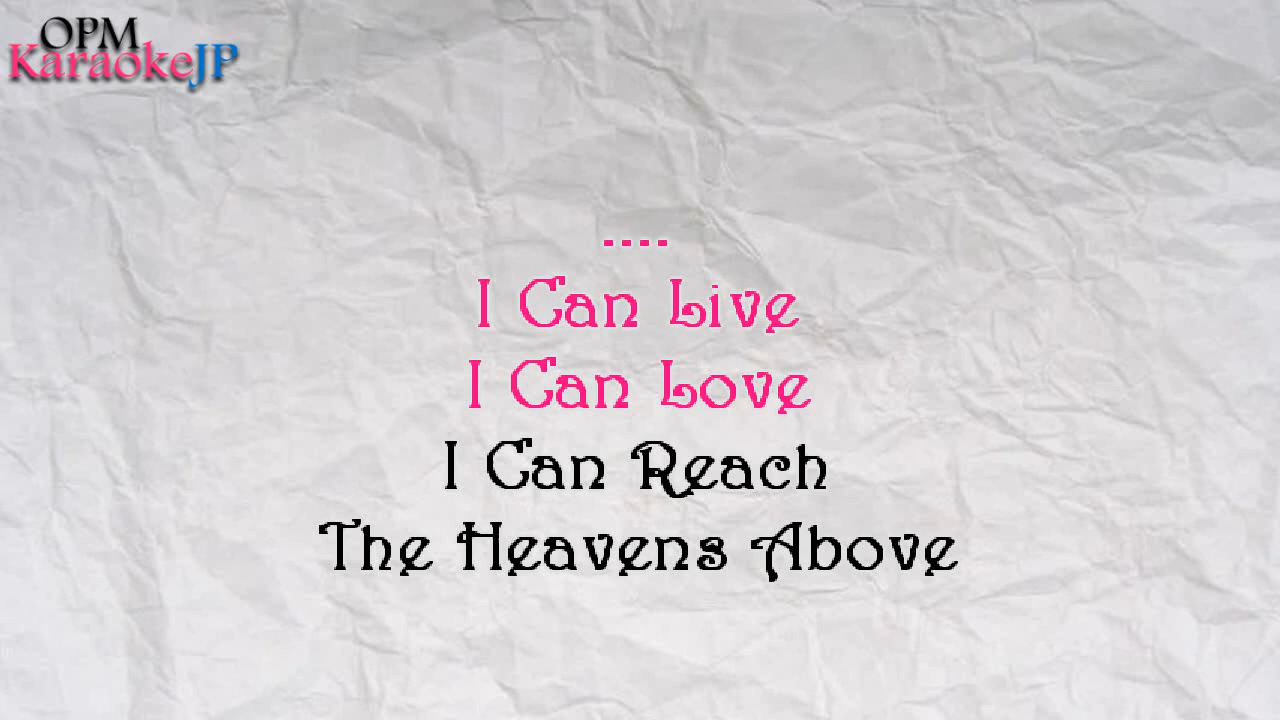 OPM
KaraokeJP
....
I Can Live
I Can Love
I Can Reach
The Heavens Above